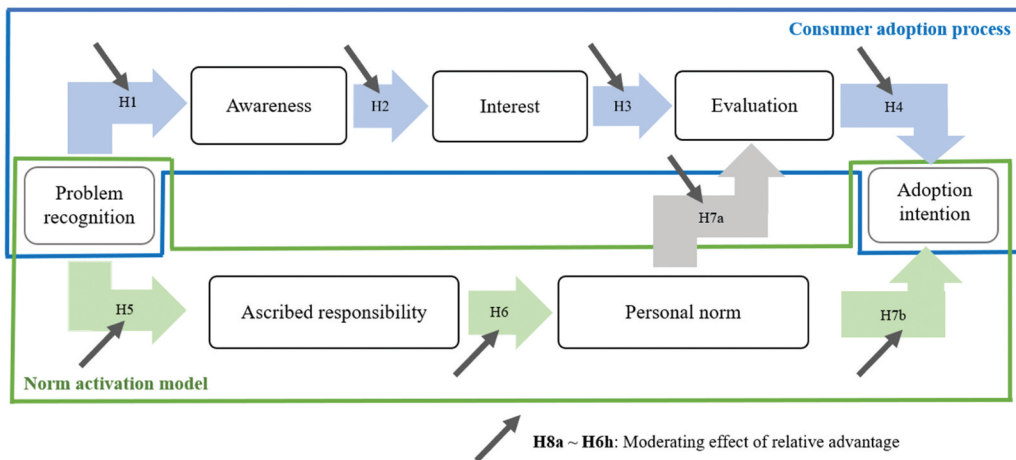 Consumer adoption process
H1
Awareness
H2
Interest
H3
Evaluation
H4
Problem
recognition
H7a
Adoption
intention
H5
Ascribed responsibility
H6
Personal norm
H7b
Norm activation model
H8a ~ H6h: Moderating effect of relative advantage